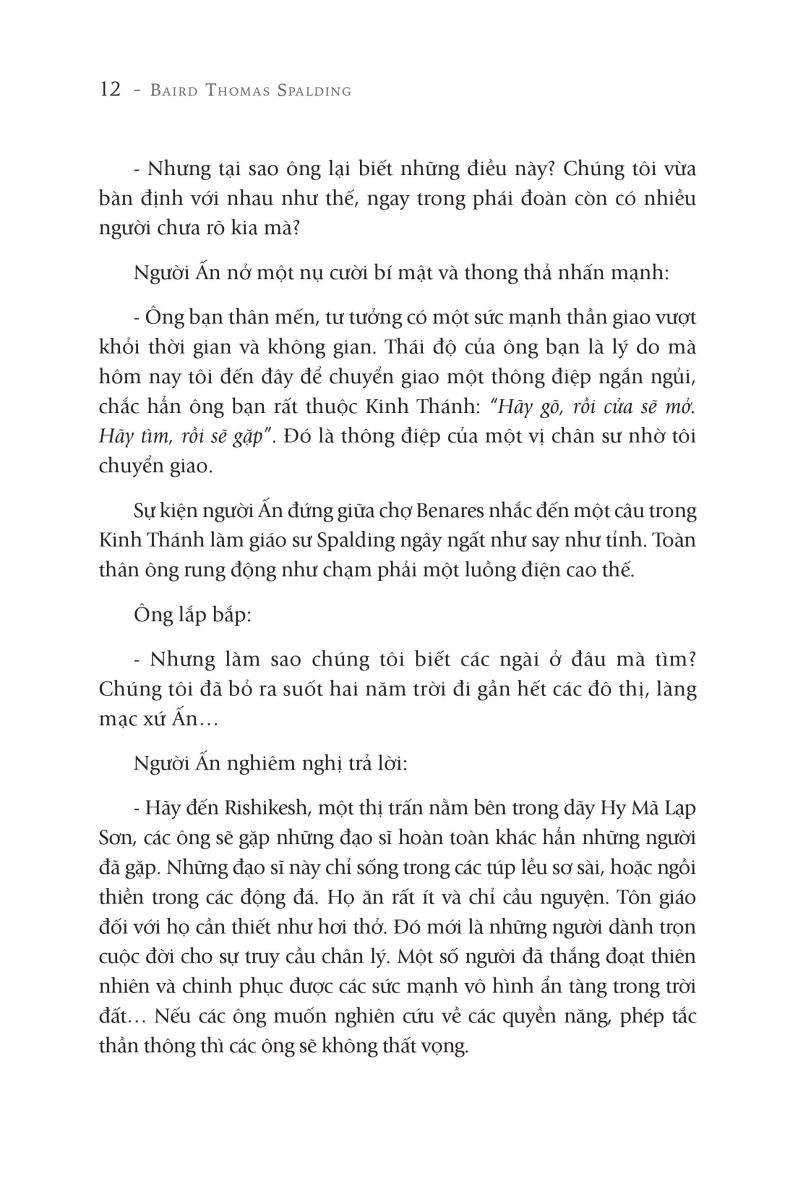 12 – Baird Thomas Spalding
- Nhưng tại sao ông lại biết những điều này? Chúng tôi vừa
bàn định với nhau như thế, ngay trong phái đoàn còn có nhiều
người chưa rõ kia mà?
Người Ấn nở một nụ cười bí mật và thong thả nhấn mạnh:
- Ông bạn thân mến, tư tưởng có một sức mạnh thần giao vượt
khỏi thời gian và không gian. Thái độ của ông bạn là lý do mà
hôm nay tôi đến đây để chuyển giao một thông điệp ngắn ngủi,
chắc hẳn ông bạn rất thuộc Kinh Thánh: “Hãy gõ, rồi cửa sẽ mở.
Hãy tìm, rồi sẽ gặp”. Đó là thông điệp của một vị chân sư nhờ tôi
chuyển giao.
Sự kiện người Ấn đứng giữa chợ Benares nhắc đến một câu trong
Kinh Thánh làm giáo sư Spalding ngây ngất như say như tỉnh. Toàn
thân ông rung động như chạm phải một luồng điện cao thế.
Ông lắp bắp:
- Nhưng làm sao chúng tôi biết các ngài ở đâu mà tìm?
Chúng tôi đã bỏ ra suốt hai năm trời đi gần hết các đô thị, làng
mạc xứ Ấn…
Người Ấn nghiêm nghị trả lời:
- Hãy đến Rishikesh, một thị trấn nằm bên trong dãy Hy Mã Lạp
Sơn, các ông sẽ gặp những đạo sĩ hoàn toàn khác hẳn những người
đã gặp. Những đạo sĩ này chỉ sống trong các túp lều sơ sài, hoặc ngồi
thiền trong các động đá. Họ ăn rất ít và chỉ cầu nguyện. Tôn giáo
đối với họ cần thiết như hơi thở. Đó mới là những người dành trọn
cuộc đời cho sự truy cầu chân lý. Một số người đã thắng đoạt thiên
nhiên và chinh phục được các sức mạnh vô hình ẩn tàng trong trời
đất… Nếu các ông muốn nghiên cứu về các quyền năng, phép tắc
thần thông thì các ông sẽ không thất vọng.